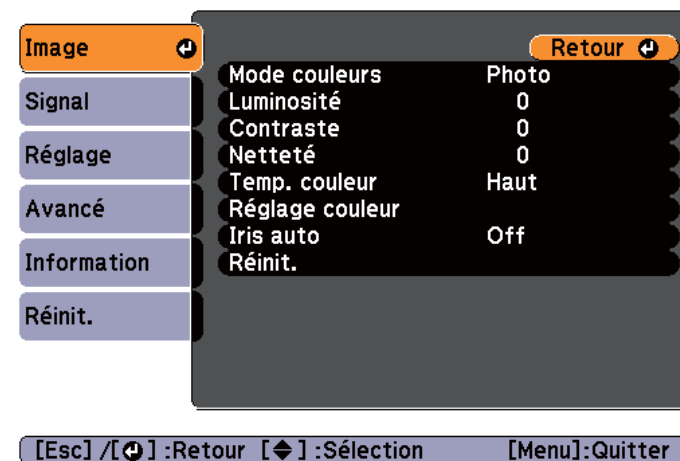 Image
Signal
Réglage
Avancé
Information
Réinit.
Retour
Mode couleurs Photo
Luminosité 0
Contraste 0
Netteté 0
Temp. couleur Haut
Réglage couleur
Iris auto Off
Réinit.
[Esc] /[ ] :Retour [ ] :Sélection [Menu]:Quitter